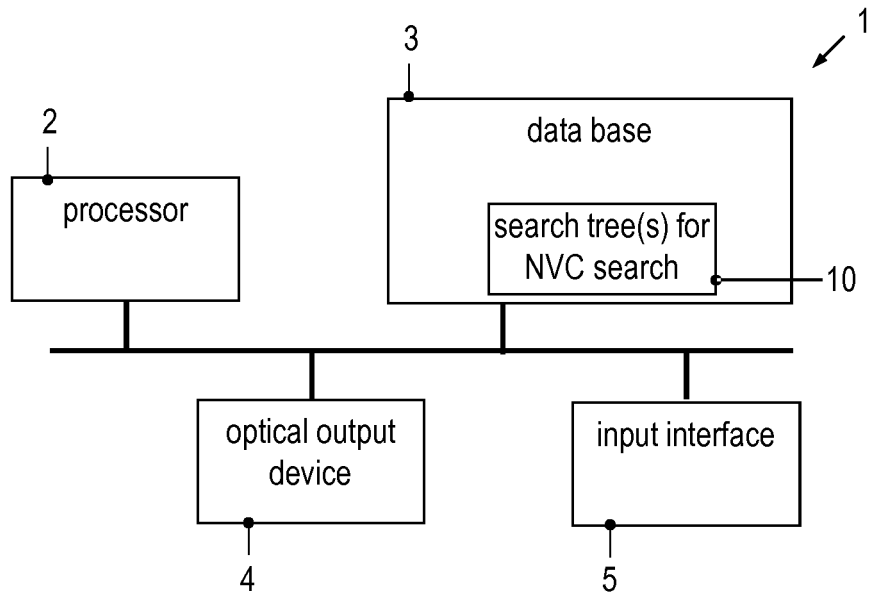 1
3
data base
2
processor
search tree(s) for
NVC search
10
optical output
device
input interface
4
5